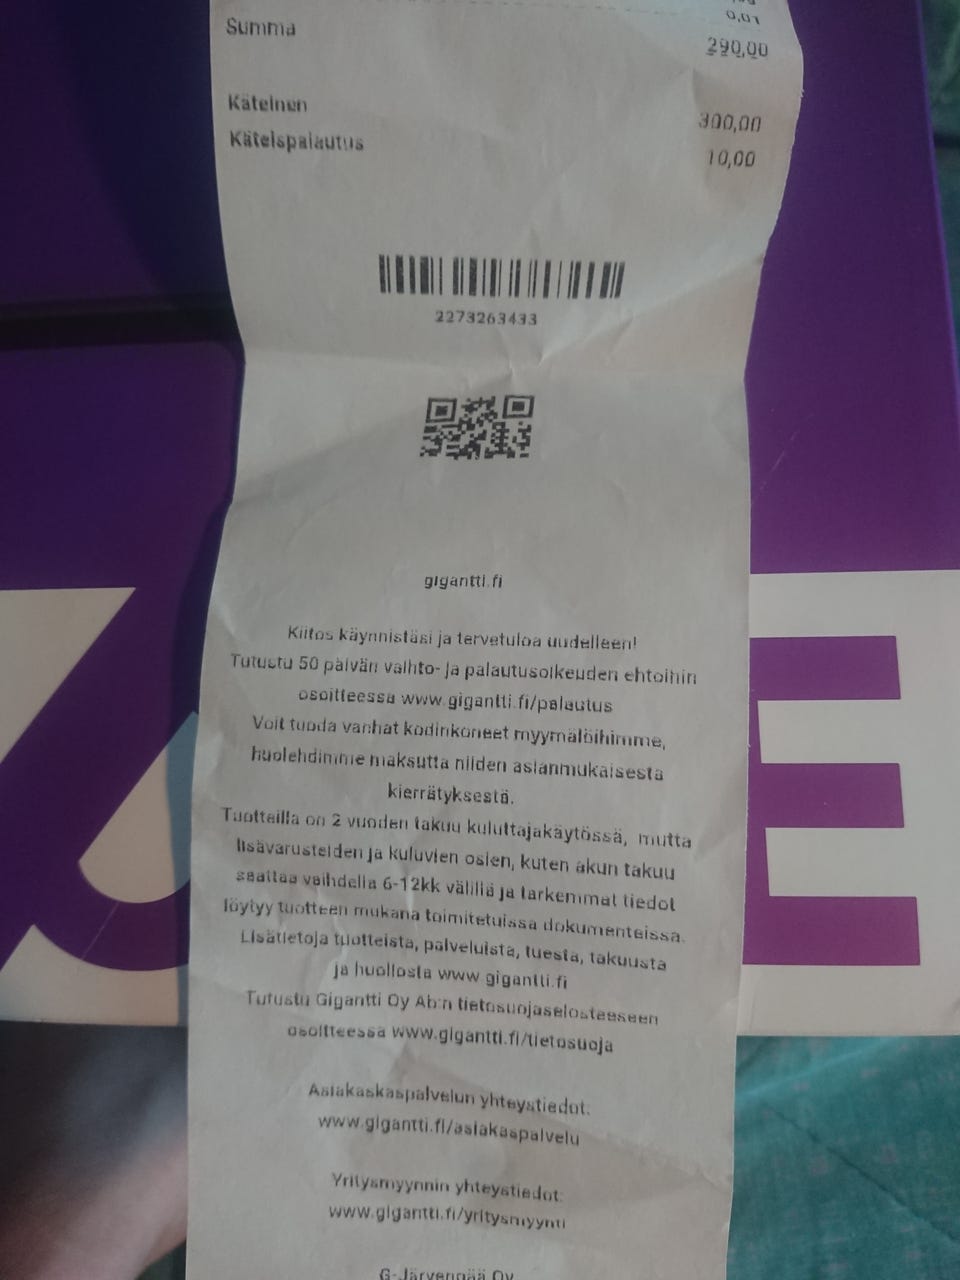 0,01
Summa 290,00
Käteinen 300,00
Käteispalautus 10,00
2273263433
gigantti.fi
Kiitos käynnistäsi ja tervetuloa uudelleen!
Tutustu 50 päivän vaihto- ja palautusoikeuden ehtoihin
osoitteessa www.gigantti.fi/palautus
Voit tuoda vanhat kodinkoneet myymälöihimme,
huolehdimme maksutta niiden asianmukaisesta
kierrätyksestä.
Tuotteilla on 2 vuoden takuu kuluttajakäytössä, mutta
lisävarusteiden ja kuluvien osien, kuten akun takuu
saattaa vaihdella 6-12kk välillä ja tarkemmat tiedot
löytyy tuotteen mukana toimitetuissa dokumenteissa.
Lisätietoja tuotteista, palveluista, tuesta, takuusta
ja huollosta www.gigantti.fi
Tutustu Gigantti Oy Ab:n tietosuojaselosteeseen
osoitteessa www.gigantti.fi/tietosuoja
Asiakaskaspalvelun yhteystiedot:
www.gigantti.fi/asiakaspalvelu
Yritysmyynnin yhteystiedot:
www.gigantti.fi/yritysmyynti
G-Järvenpää Oy
E